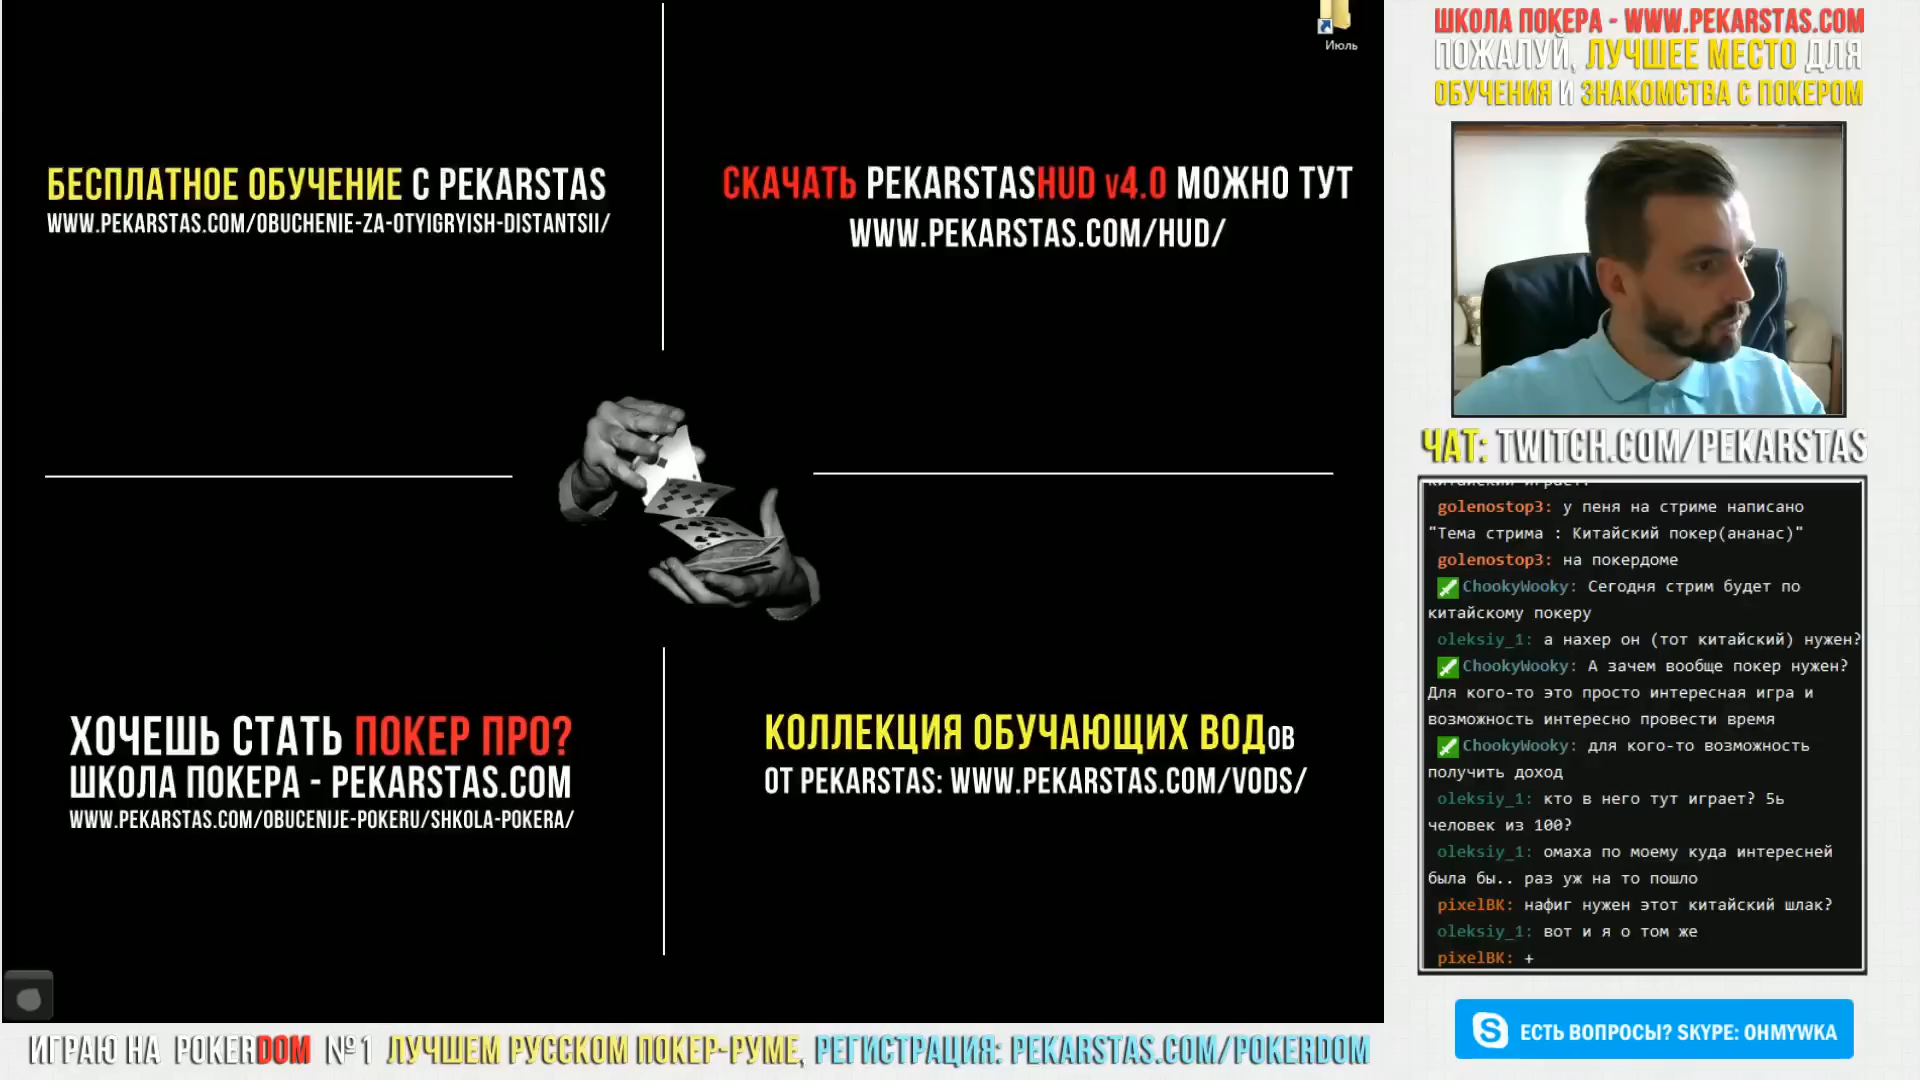 Июль
БЕСПЛАТНОЕ ОБУЧЕНИЕ С PEKARSTAS
WWW.PEKARSTAS.COM/OBUCHENIE-ZA-OTYIGRYISH-DISTANTSII/
СКАЧАТЬ PEKARSTASHUD v4.0 МОЖНО ТУТ
WWW.PEKARSTAS.COM/HUD/
ХОЧЕШЬ СТАТЬ ПОКЕР ПРО?
ШКОЛА ПОКЕРА - PEKARSTAS.COM
WWW.PEKARSTAS.COM/OBUCENIJE-POKERU/SHKOLA-POKERA/
КОЛЛЕКЦИЯ ОБУЧАЮЩИХ ВОДОВ
ОТ PEKARSTAS: WWW.PEKARSTAS.COM/VODS/
ИГРАЮ НА POKERDOM №1 ЛУЧШЕМ РУССКОМ ПОКЕР-РУМЕ, РЕГИСТРАЦИЯ: PEKARSTAS.COM/POKERDOM
ШКОЛА ПОКЕРА - WWW.PEKARSTAS.COM
ПОЖАЛУЙ, ЛУЧШЕЕ МЕСТО ДЛЯ
ОБУЧЕНИЯ И ЗНАКОМСТВА С ПОКЕРОМ
ЧАТ: TWITCH.COM/PEKARSTAS
китайский играет?
golenostop3: у пеня на стриме написано
"Тема стрима : Китайский покер(ананас)"
golenostop3: на покердоме
ChookyWooky: Сегодня стрим будет по
китайскому покеру
oleksiy_1: а нахер он (тот китайский) нужен?
ChookyWooky: А зачем вообще покер нужен?
Для кого-то это просто интересная игра и
возможность интересно провести время
ChookyWooky: для кого-то возможность
получить доход
oleksiy_1: кто в него тут играет? 5ь
человек из 100?
oleksiy_1: омаха по моему куда интересней
была бы.. раз уж на то пошло
pixelBK: нафиг нужен этот китайский шлак?
oleksiy_1: вот и я о том же
pixelBK: +
ЕСТЬ ВОПРОСЫ? SKYPE: OHMYWKA